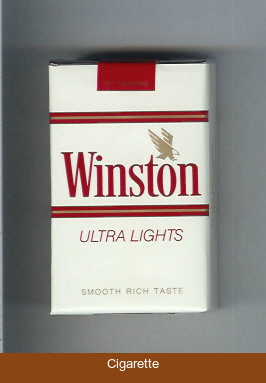 Winston
ULTRA LIGHTS
SMOOTH RICH TASTE
Cigarette